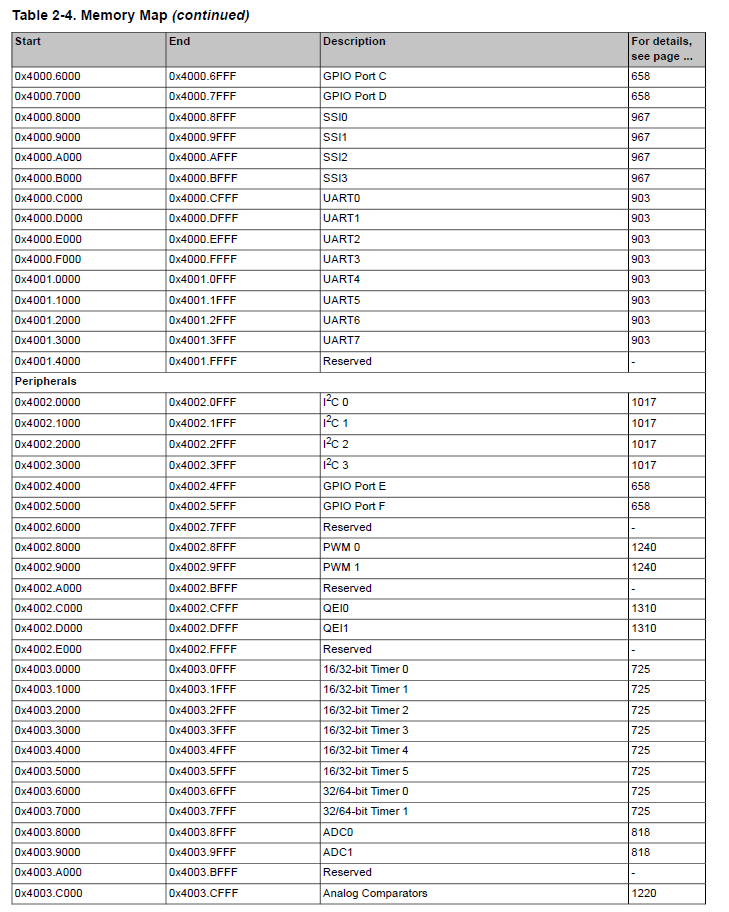 Table 2-4. Memory Map (continued)
Start End Description For details, see page ...
0x4000.6000 0x4000.6FFF GPIO Port C 658
0x4000.7000 0x4000.7FFF GPIO Port D 658
0x4000.8000 0x4000.8FFF SSI0 967
0x4000.9000 0x4000.9FFF SSI1 967
0x4000.A000 0x4000.AFFF SSI2 967
0x4000.B000 0x4000.BFFF SSI3 967
0x4000.C000 0x4000.CFFF UART0 903
0x4000.D000 0x4000.DFFF UART1 903
0x4000.E000 0x4000.EFFF UART2 903
0x4000.F000 0x4000.FFFF UART3 903
0x4001.0000 0x4001.0FFF UART4 903
0x4001.1000 0x4001.1FFF UART5 903
0x4001.2000 0x4001.2FFF UART6 903
0x4001.3000 0x4001.3FFF UART7 903
0x4001.4000 0x4001.FFFF Reserved -
Peripherals
0x4002.0000 0x4002.0FFF I²C 0 1017
0x4002.1000 0x4002.1FFF I²C 1 1017
0x4002.2000 0x4002.2FFF I²C 2 1017
0x4002.3000 0x4002.3FFF I²C 3 1017
0x4002.4000 0x4002.4FFF GPIO Port E 658
0x4002.5000 0x4002.5FFF GPIO Port F 658
0x4002.6000 0x4002.7FFF Reserved -
0x4002.8000 0x4002.8FFF PWM 0 1240
0x4002.9000 0x4002.9FFF PWM 1 1240
0x4002.A000 0x4002.BFFF Reserved -
0x4002.C000 0x4002.CFFF QEI0 1310
0x4002.D000 0x4002.DFFF QEI1 1310
0x4002.E000 0x4002.FFFF Reserved -
0x4003.0000 0x4003.0FFF 16/32-bit Timer 0 725
0x4003.1000 0x4003.1FFF 16/32-bit Timer 1 725
0x4003.2000 0x4003.2FFF 16/32-bit Timer 2 725
0x4003.3000 0x4003.3FFF 16/32-bit Timer 3 725
0x4003.4000 0x4003.4FFF 16/32-bit Timer 4 725
0x4003.5000 0x4003.5FFF 16/32-bit Timer 5 725
0x4003.6000 0x4003.6FFF 32/64-bit Timer 0 725
0x4003.7000 0x4003.7FFF 32/64-bit Timer 1 725
0x4003.8000 0x4003.8FFF ADC0 818
0x4003.9000 0x4003.9FFF ADC1 818
0x4003.A000 0x4003.BFFF Reserved -
0x4003.C000 0x4003.CFFF Analog Comparators 1220